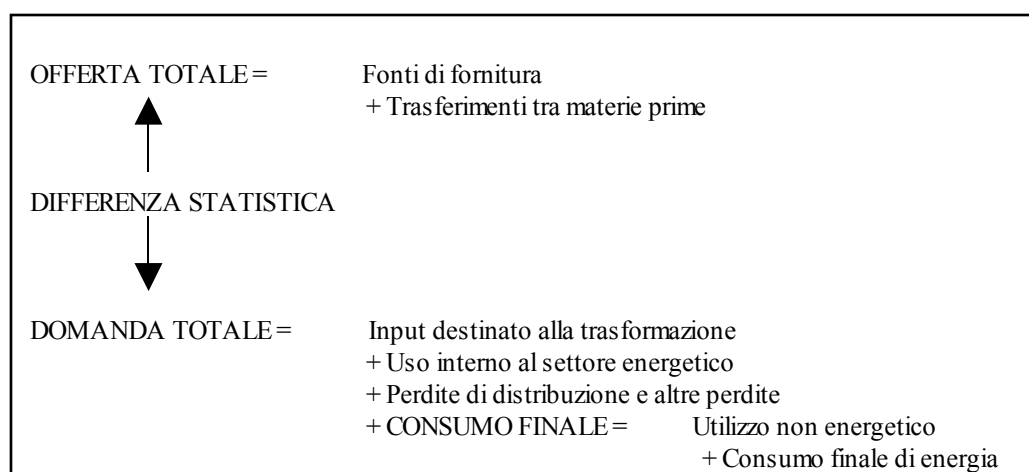 OFFERTA TOTALE = Fonti di fornitura
+ Trasferimenti tra materie prime
DIFFERENZA STATISTICA
DOMANDA TOTALE = Input destinato alla trasformazione
+ Uso interno al settore energetico
+ Perdite di distribuzione e altre perdite
+ CONSUMO FINALE = Utilizzo non energetico
+ Consumo finale di energia